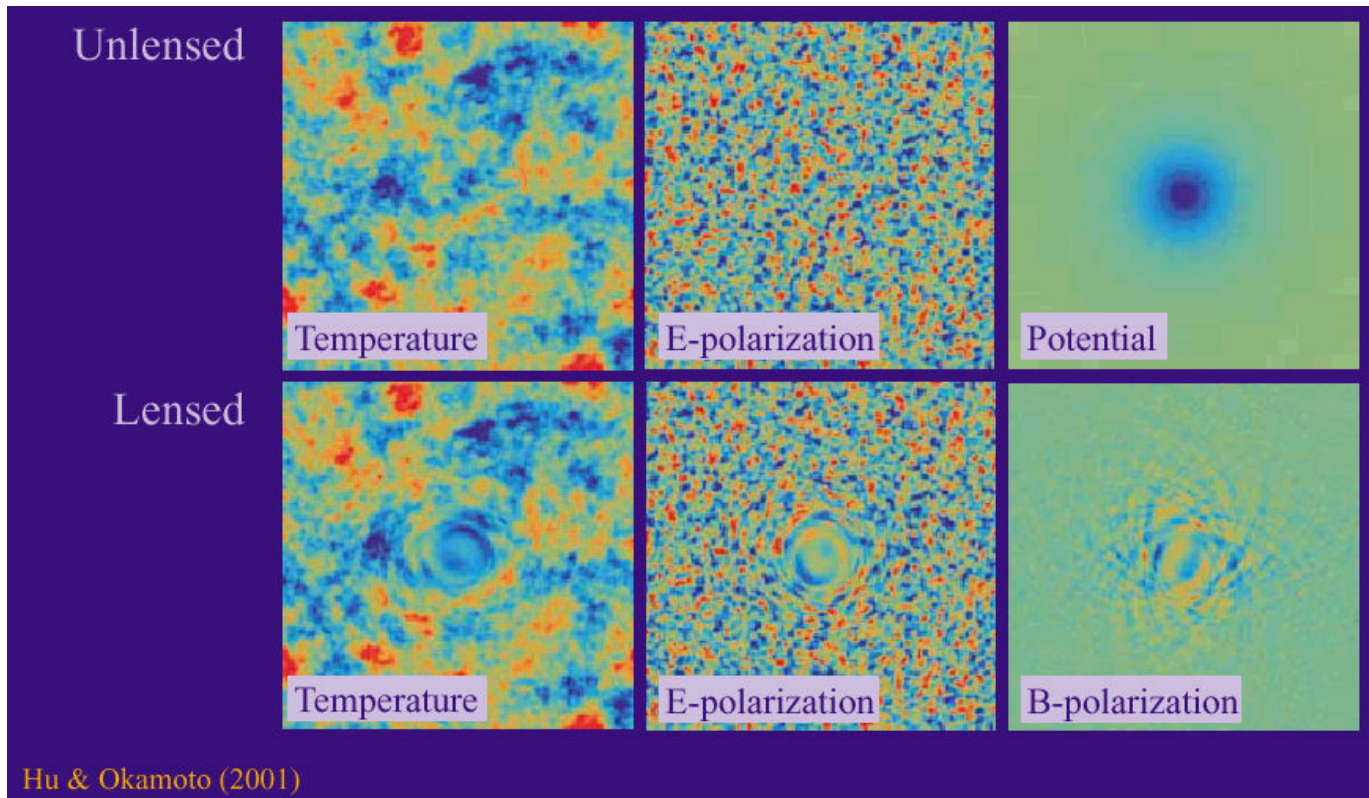 Unlensed
Temperature
E-polarization
Potential
Lensed
Temperature
E-polarization
B-polarization
Hu & Okamoto (2001)